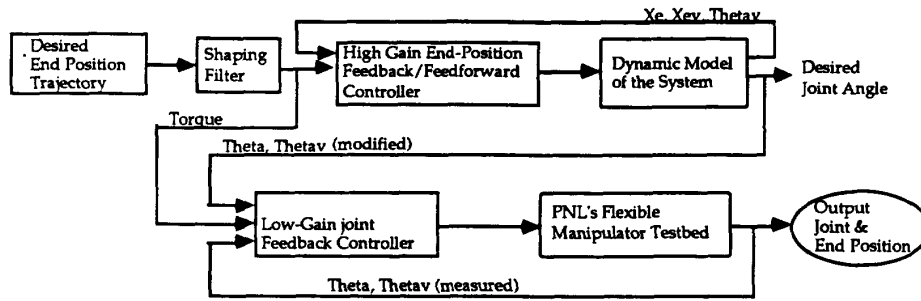 Xe, Xev, Thetav
Desired
End Position
Trajectory
Shaping
Filter
High Gain End-Position
Feedback/Feedforward
Controller
Dynamic Model
of the System
Desired
Joint Angle
Torque
Theta, Thetav (modified)
Low-Gain joint
Feedback Controller
PNL's Flexible
Manipulator Testbed
Output
Joint &
End Position
Theta, Thetav (measured)